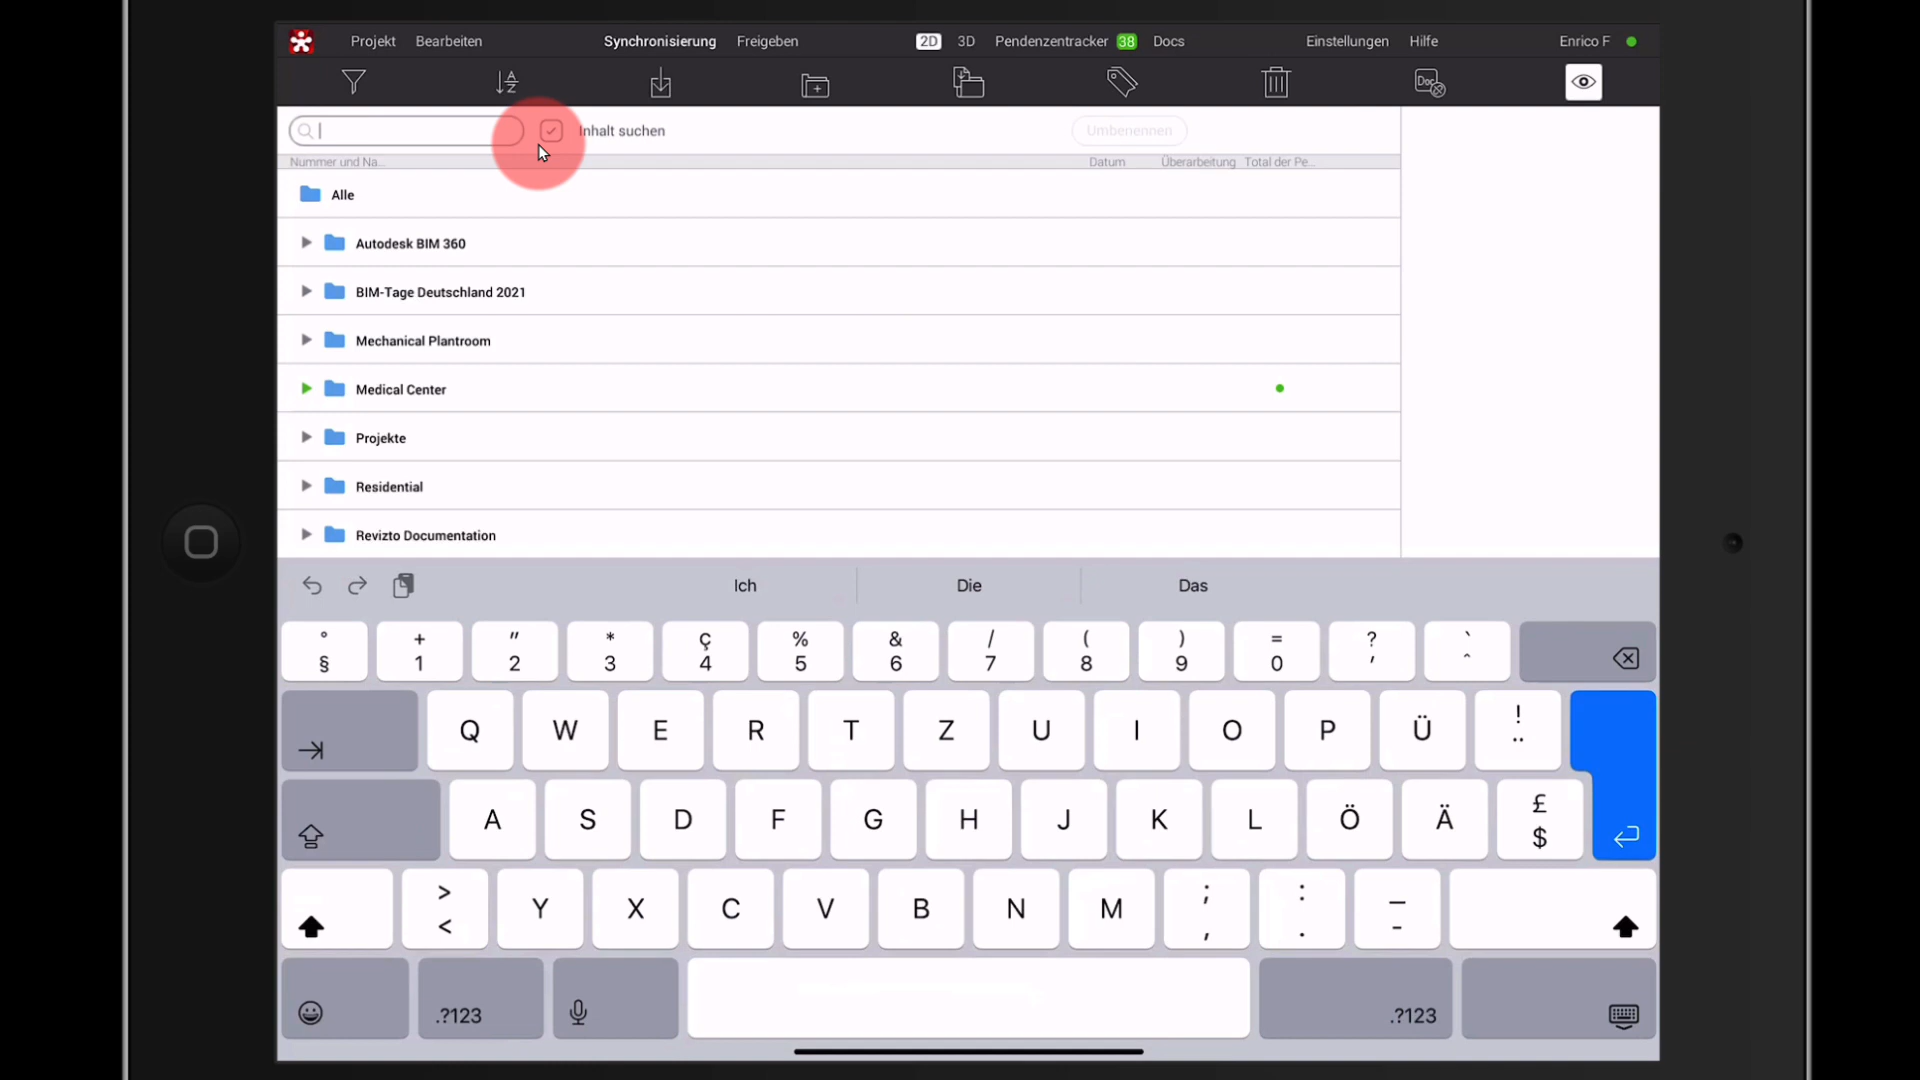 Projekt Bearbeiten Synchronisierung Freigeben 2D 3D Pendenzentracker 38 Docs Einstellungen Hilfe Enrico F
A Z Doc
Inhalt suchen Umbenennen
Nummer und Na... Datum Überarbeitung Total der Pe...
Alle
Autodesk BIM 360
BIM-Tage Deutschland 2021
Mechanical Plantroom
Medical Center
Projekte
Residential
Revizto Documentation
Ich Die Das
° + " * ç % & / ( ) = ? `
§ 1 2 3 4 5 6 7 8 9 0 ' ^
Q W E R T Z U I O P Ü ! ¨
A S D F G H J K L Ö Ä £ $
> < Y X C V B N M ; , : . _ -
.?123 .?123